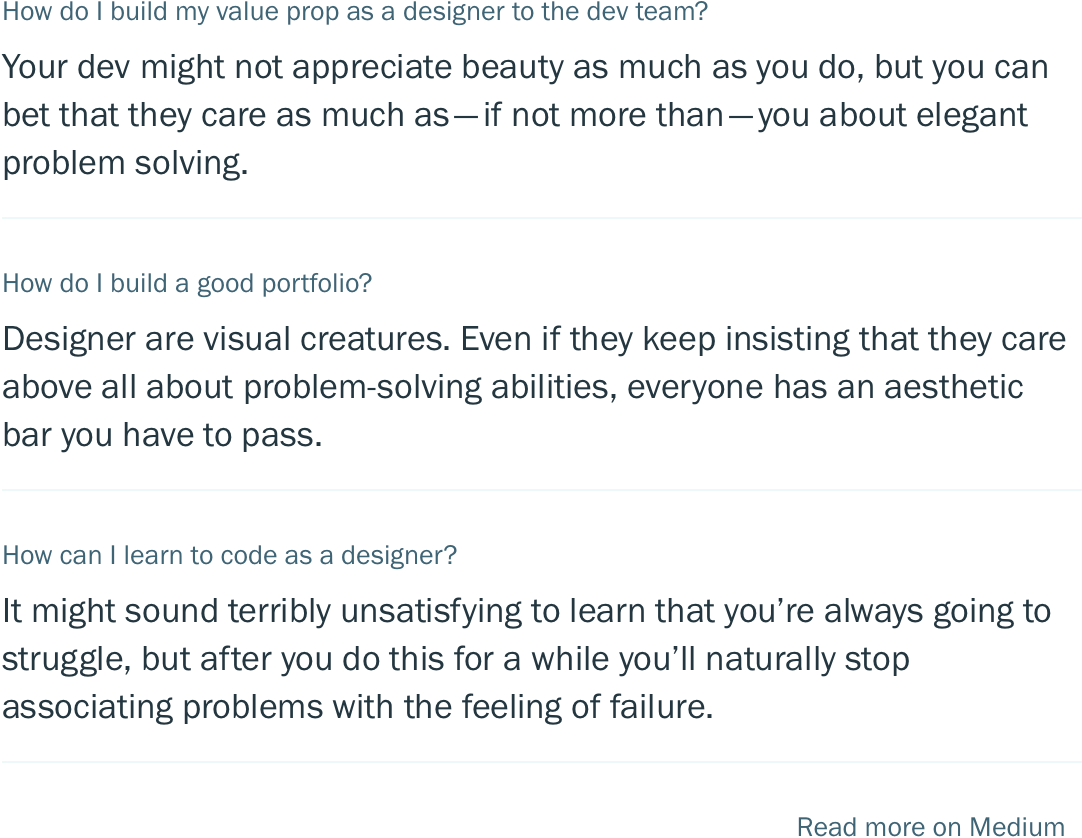 How do I build my value prop as a designer to the dev team?
Your dev might not appreciate beauty as much as you do, but you can
bet that they care as much as — if not more than — you about elegant
problem solving.
How do I build a good portfolio?
Designer are visual creatures. Even if they keep insisting that they care
above all about problem-solving abilities, everyone has an aesthetic
bar you have to pass.
How can I learn to code as a designer?
It might sound terribly unsatisfying to learn that you’re always going to
struggle, but after you do this for a while you’ll naturally stop
associating problems with the feeling of failure.
Read more on Medium